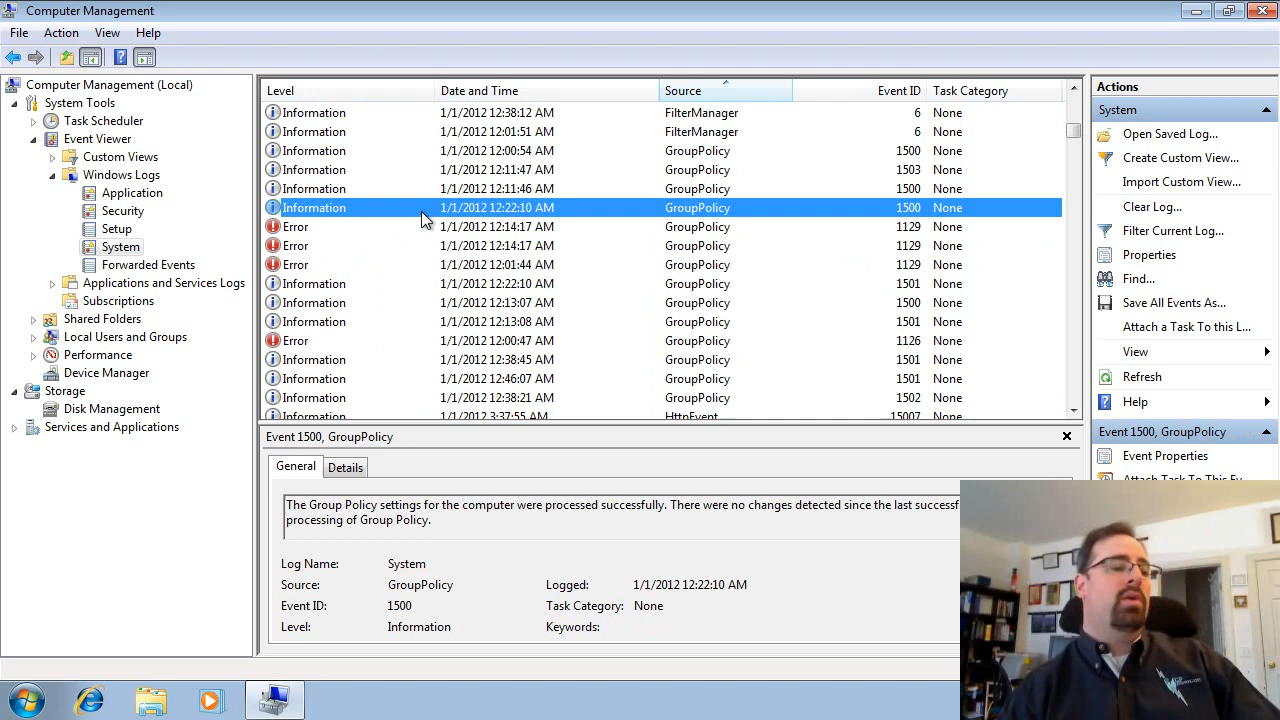 Computer Management
File Action View Help
Computer Management (Local)
System Tools
Task Scheduler
Event Viewer
Custom Views
Windows Logs
Application
Security
Setup
System
Forwarded Events
Applications and Services Logs
Subscriptions
Shared Folders
Local Users and Groups
Performance
Device Manager
Storage
Disk Management
Services and Applications
Level Date and Time Source Event ID Task Category
Information 1/1/2012 12:38:12 AM FilterManager 6 None
Information 1/1/2012 12:01:51 AM FilterManager 6 None
Information 1/1/2012 12:00:54 AM GroupPolicy 1500 None
Information 1/1/2012 12:11:47 AM GroupPolicy 1503 None
Information 1/1/2012 12:11:46 AM GroupPolicy 1500 None
Information 1/1/2012 12:22:10 AM GroupPolicy 1500 None
Error 1/1/2012 12:14:17 AM GroupPolicy 1129 None
Error 1/1/2012 12:14:17 AM GroupPolicy 1129 None
Error 1/1/2012 12:01:44 AM GroupPolicy 1129 None
Information 1/1/2012 12:22:10 AM GroupPolicy 1501 None
Information 1/1/2012 12:13:07 AM GroupPolicy 1500 None
Information 1/1/2012 12:13:08 AM GroupPolicy 1501 None
Error 1/1/2012 12:00:47 AM GroupPolicy 1126 None
Information 1/1/2012 12:38:45 AM GroupPolicy 1501 None
Information 1/1/2012 12:46:07 AM GroupPolicy 1501 None
Information 1/1/2012 12:38:21 AM GroupPolicy 1502 None
Information 1/1/2012 3:37:55 AM HttpEvent 15007 None
Event 1500, GroupPolicy
General Details
The Group Policy settings for the computer were processed successfully. There were no changes detected since the last successf
processing of Group Policy.
Log Name: System
Source: GroupPolicy Logged: 1/1/2012 12:22:10 AM
Event ID: 1500 Task Category: None
Level: Information Keywords:
Actions
System
Open Saved Log...
Create Custom View...
Import Custom View...
Clear Log...
Filter Current Log...
Properties
Find...
Save All Events As...
Attach a Task To this L...
View
Refresh
Help
Event 1500, GroupPolicy
Event Properties
Attach Task To This Ev